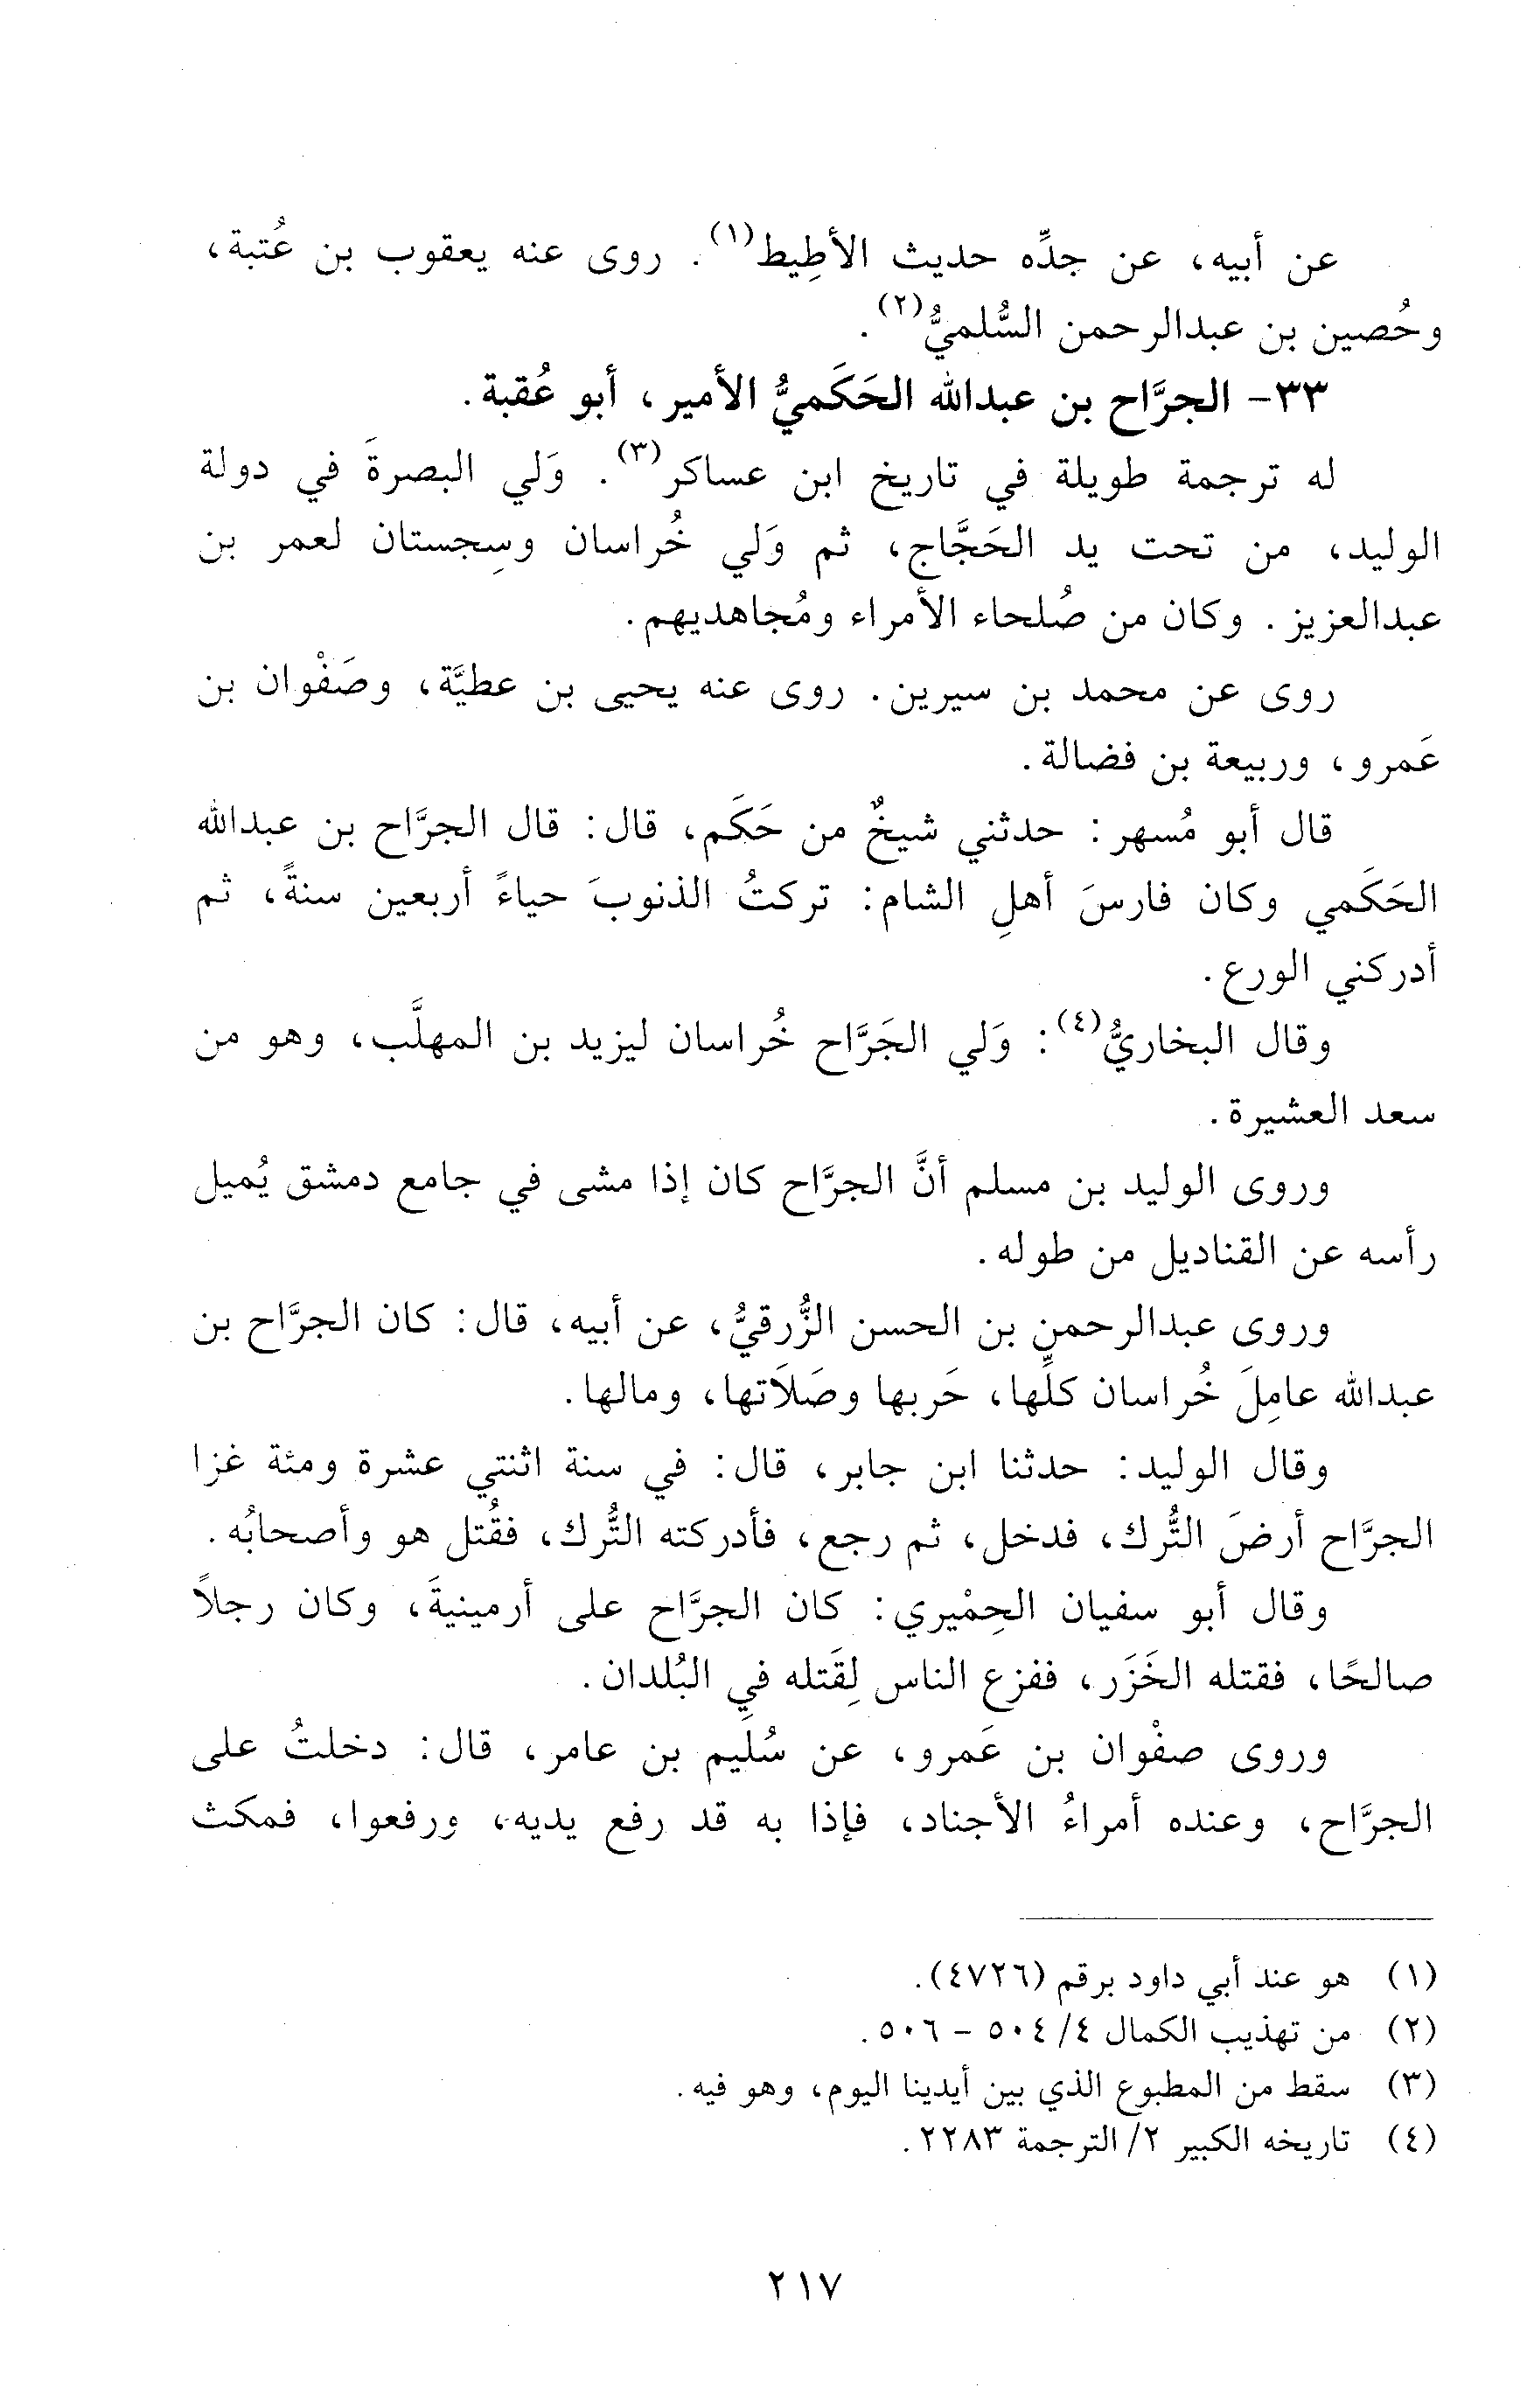 عن أبيه، عن جدِّه حديث الأطِيط(١). روى عنه يعقوب بن عُتبة،
وحُصين بن عبدالرحمن السُّلميُّ(٢).
٣٣- الجرَّاح بن عبدالله الحَكَميُّ الأمير، أبو عُقبة.
له ترجمة طويلة في تاريخ ابن عساكر(٣). وَلي البصرةَ في دولة
الوليد، من تحت يد الحَجَّاج، ثم وَلي خُراسان وسِجستان لعمر بن
عبدالعزيز. وكان من صُلحاء الأمراء ومُجاهديهم.
روى عن محمد بن سيرين. روى عنه يحيى بن عطيَّة، وصَفْوان بن
عَمرو، وربيعة بن فضالة.
قال أبو مُسهر: حدثني شيخٌ من حَكَم، قال: قال الجرَّاح بن عبدالله
الحَكَمي وكان فارسَ أهلِ الشام: تركتُ الذنوبَ حياءً أربعين سنةً، ثم
أدركني الورع.
وقال البخاريُّ(٤): وَلي الجَرَّاح خُراسان ليزيد بن المهلَّب، وهو من
سعد العشيرة.
وروى الوليد بن مسلم أنَّ الجرَّاح كان إذا مشى في جامع دمشق يُميل
رأسه عن القناديل من طوله.
وروى عبدالرحمن بن الحسن الزُّرقيُّ، عن أبيه، قال: كان الجرَّاح بن
عبدالله عامِلَ خُراسان كلِّها، حَربها وصَلَاتها، ومالها.
وقال الوليد: حدثنا ابن جابر، قال: في سنة اثنتي عشرة ومئة غزا
الجرَّاح أرضَ التُّرك، فدخل، ثم رجع، فأدركته التُّرك، فقُتل هو وأصحابُه.
وقال أبو سفيان الحِمْيري: كان الجرَّاح على أرمينيةَ، وكان رجلاً
صالحًا، فقتله الخَزَر، ففزع الناس لِقَتله في البُلدان.
وروى صفْوان بن عَمرو، عن سُلَيم بن عامر، قال: دخلتُ على
الجرَّاح، وعنده أمراءُ الأجناد، فإذا به قد رفع يديه، ورفعوا، فمكث
(١) هو عند أبي داود برقم (٤٧٢٦).
(٢) من تهذيب الكمال ٤/ ٥٠٤ - ٥٠٦.
(٣) سقط من المطبوع الذي بين أيدينا اليوم، وهو فيه.
(٤) تاريخه الكبير ٢/ الترجمة ٢٢٨٣.
٢١٧